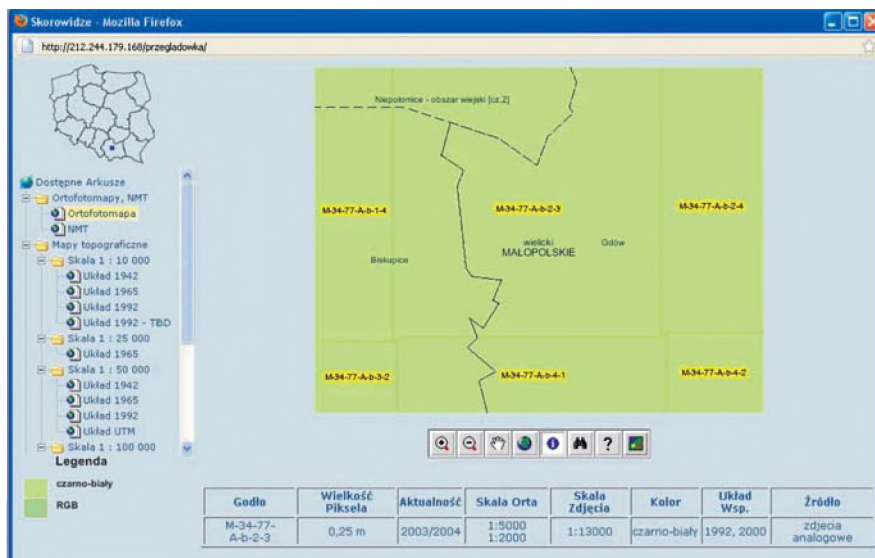 Skorowidze - Mozilla Firefox
http://212.244.179.168/przegladowka/
Dostępne Arkusze
Ortofotomapy, NMT
Ortofotomapa
NMT
Mapy topograficzne
Skala 1 : 10 000
Układ 1942
Układ 1965
Układ 1992
Układ 1992 - TBD
Skala 1 : 25 000
Układ 1965
Skala 1 : 50 000
Układ 1942
Układ 1965
Układ 1992
Układ UTM
Skala 1 : 100 000
Legenda
czarno-biały
RGB
Niepołomice - obszar wiejski [cz,2]
M-34-77-A-b-1-4
M-34-77-A-b-2-3
M-34-77-A-b-2-4
wielicki
MAŁOPOLSKIE
Gdów
Biskupice
M-34-77-A-b-3-2
M-34-77-A-b-4-1
M-34-77-A-b-4-2
Godło
Wielkość Piksela
Aktualność
Skala Orta
Skala Zdjęcia
Kolor
Układ Wsp.
Źródło
M-34-77-
A-b-2-3
0,25 m
2003/2004
1:5000
1:2000
1:13000
czarno-biały
1992, 2000
zdjecia
analogowe